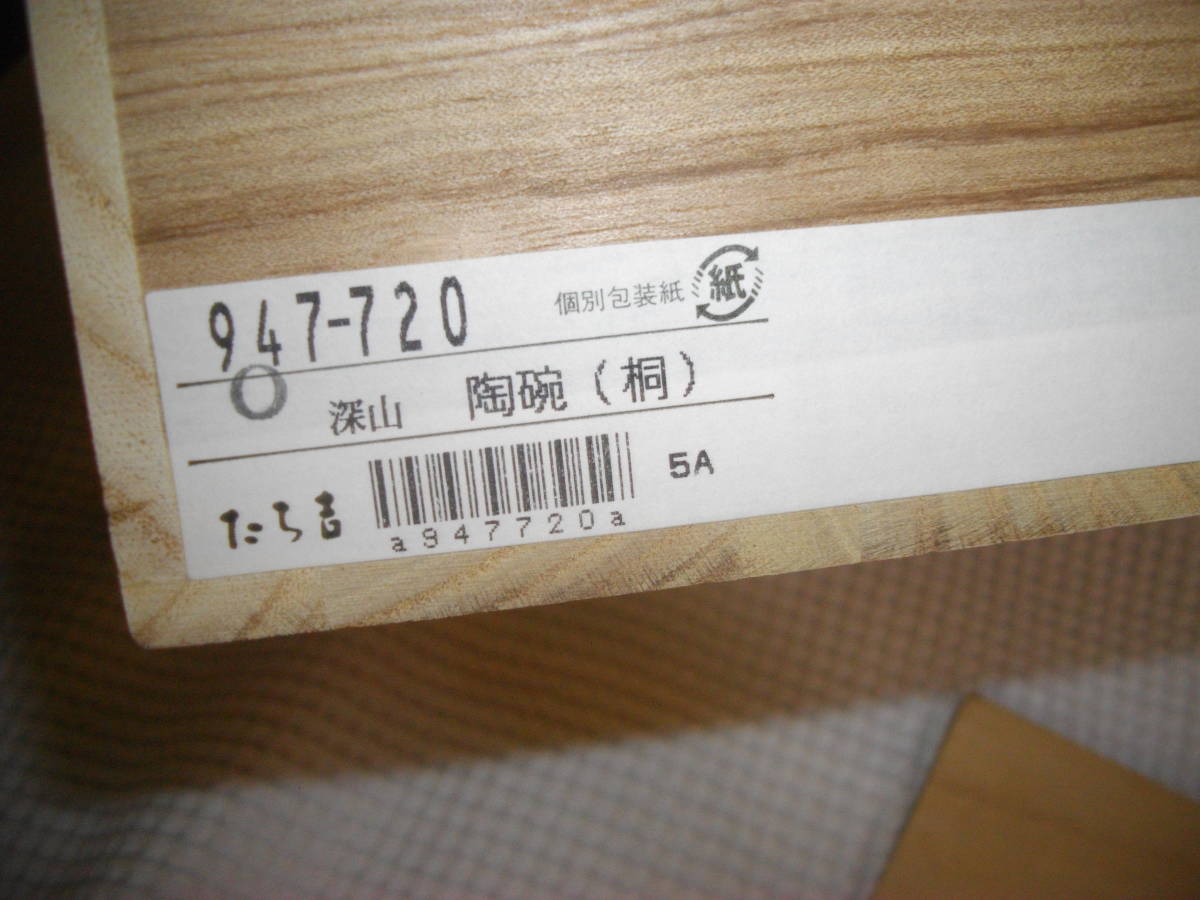 947-720
個別包装紙 紙
深山 陶碗(桐)
たち吉
a947720a
5A